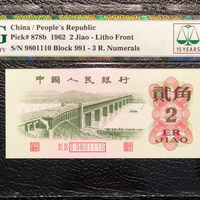 China / People's Republic
Pick# 878b 1962 2 Jiao - Litho Front
S/N 9801110 Block 991 - 3 R. Numerals
15 YEARS
中国人民银行
贰角
2
ER
JIAO
9801110